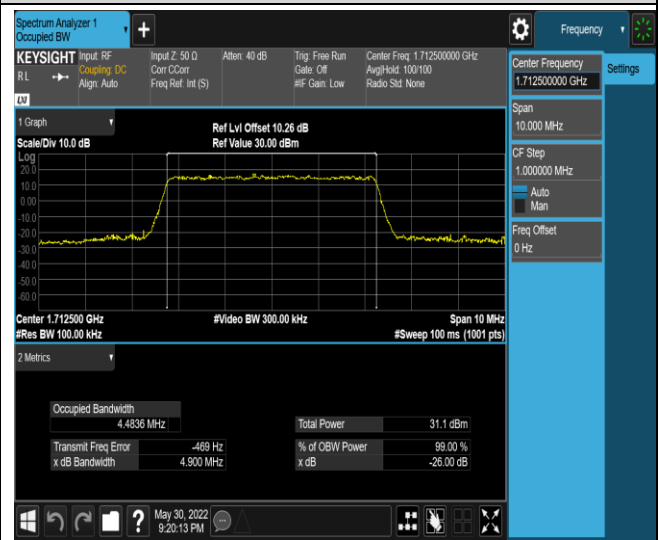 Spectrum Analyzer 1
Occupied BW
+
Frequency
KEYSIGHT Input: RF Input Z: 50 Ω Atten: 40 dB Trig: Free Run Center Freq: 1.712500000 GHz
RL Coupling: DC Corr CCorr Gate: Off Avg|Hold: 100/100
Align: Auto Freq Ref: Int (S) #IF Gain: Low Radio Std: None
LXI
Center Frequency
1.712500000 GHz
Settings
Span
10.000 MHz
CF Step
1.000000 MHz
Auto
Man
Freq Offset
0 Hz
1 Graph
Ref Lvl Offset 10.26 dB
Scale/Div 10.0 dB Ref Value 30.00 dBm
Log
20.0
10.0
0.00
-10.0
-20.0
-30.0
-40.0
-50.0
-60.0
Center 1.712500 GHz #Video BW 300.00 kHz Span 10 MHz
#Res BW 100.00 kHz #Sweep 100 ms (1001 pts)
2 Metrics
Occupied Bandwidth
4.4836 MHz Total Power 31.1 dBm
Transmit Freq Error -469 Hz % of OBW Power 99.00 %
x dB Bandwidth 4.900 MHz x dB -26.00 dB
? May 30, 2022
9:20:13 PM